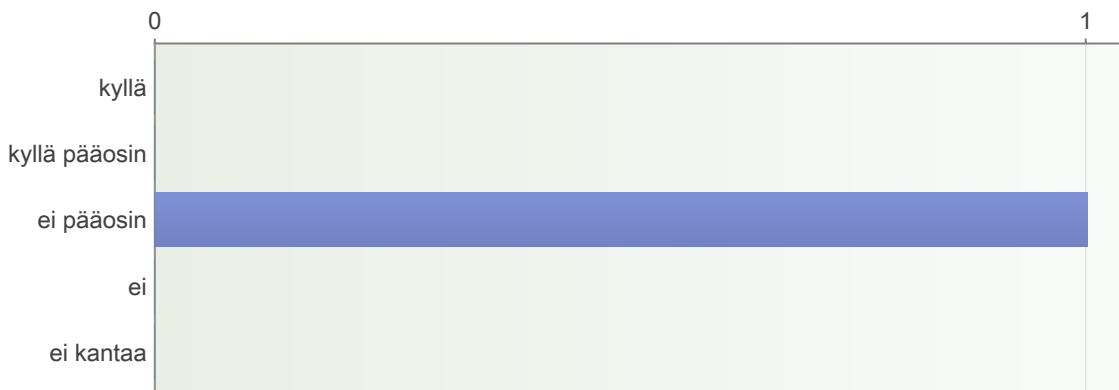 0 1
kyllä
kyllä pääosin
ei pääosin
ei
ei kantaa